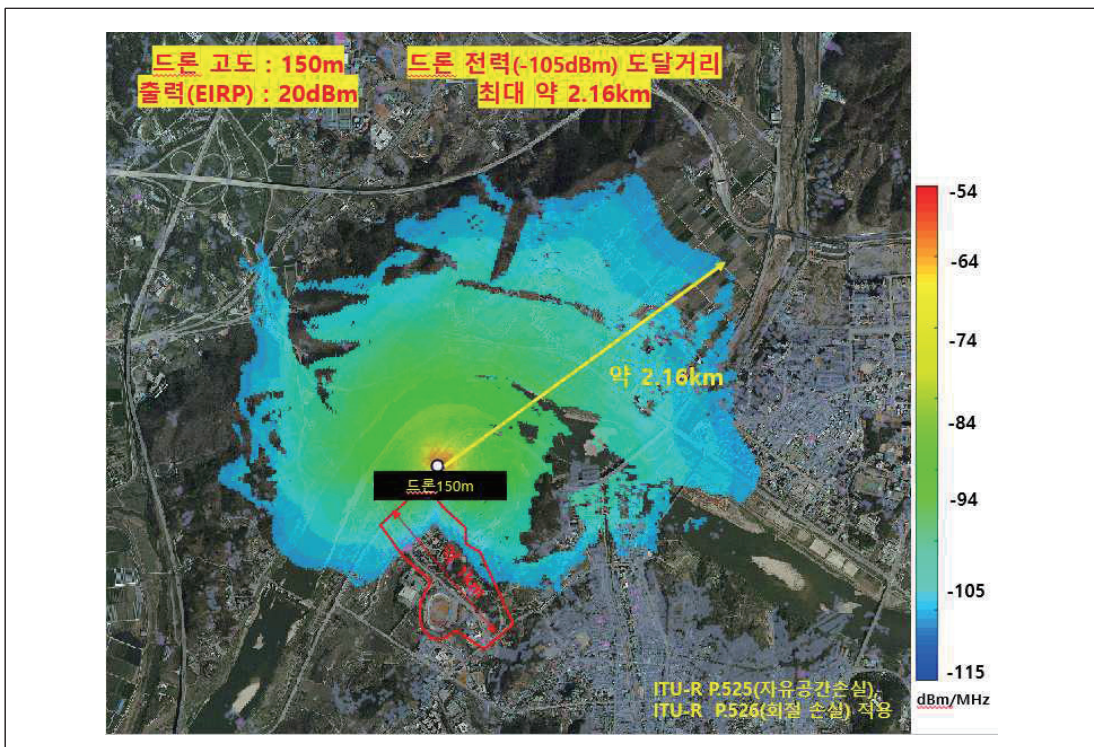 드론 고도 : 150m
출력(EIRP) : 20dBm
드론 전력(-105dBm) 도달거리
최대 약 2.16km
약 2.16km
드론150m
-54
-64
-74
-84
-94
-105
-115
dBm/MHz
ITU-R P.525(자유공간손실),
ITU-R P.526(회절 손실) 적용